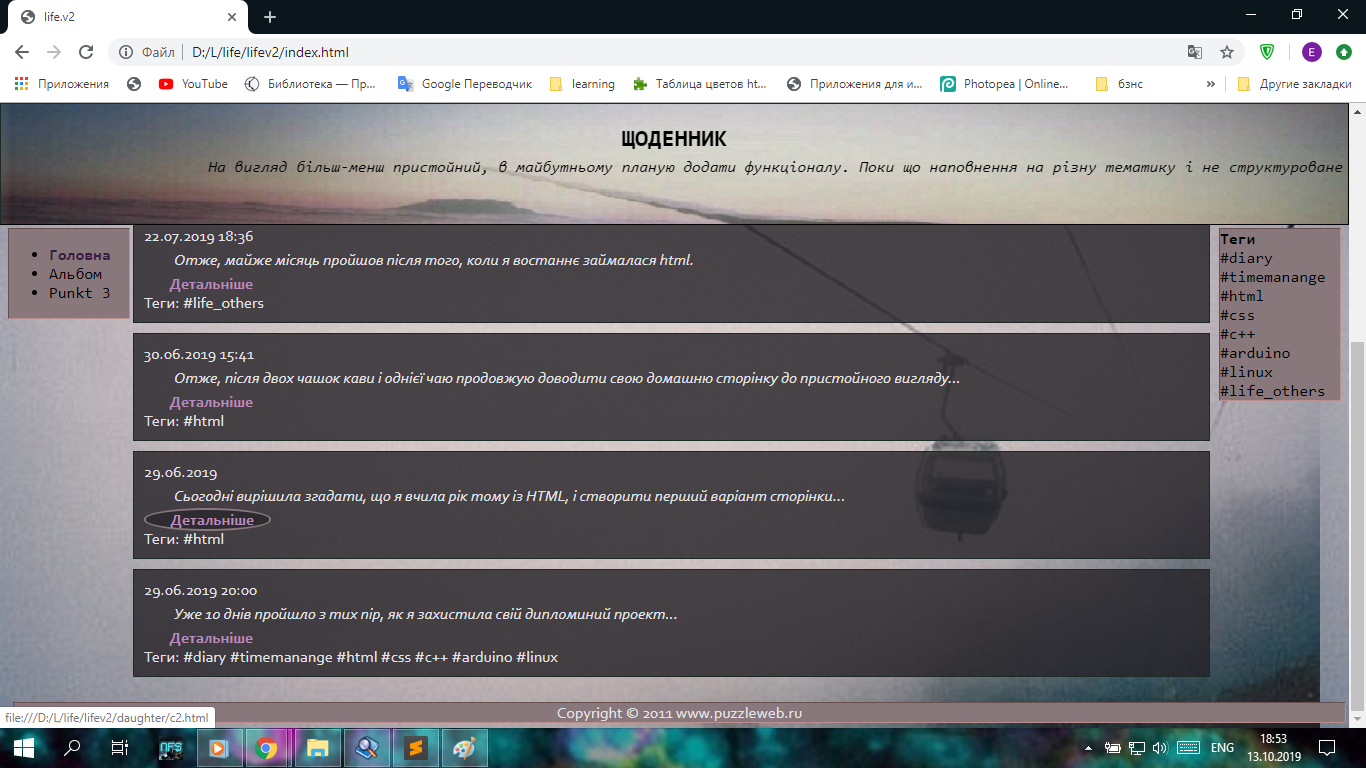 life.v2
Файл D:/L/life/lifev2/index.html
E
Приложения YouTube Библиотека — Пр... Google Переводчик learning Таблица цветов ht... Приложения для и... Photopea | Online... бзнс » Другие закладки
ЩОДЕННИК
На вигляд більш-менш пристойний, в майбутньому планую додати функціоналу. Поки що наповнення на різну тематику і не структуроване
Головна
Альбом
Punkt 3
22.07.2019 18:36
Отже, майже місяць пройшов після того, коли я востаннє займалася html.
Детальніше
Теги: #life_others
30.06.2019 15:41
Отже, після двох чашок кави і однієї чаю продовжую доводити свою домашню сторінку до пристойного вигляду...
Детальніше
Теги: #html
29.06.2019
Сьогодні вирішила згадати, що я вчила рік тому із HTML, і створити перший варіант сторінки...
Детальніше
Теги: #html
29.06.2019 20:00
Уже 10 днів пройшло з тих пір, як я захистила свій дипломиний проект...
Детальніше
Теги: #diary #timemanange #html #css #c++ #arduino #linux
Теги
#diary
#timemanange
#html
#css
#c++
#arduino
#linux
#life_others
file:///D:/L/life/lifev2/daughter/c2.html
Copyright © 2011 www.puzzleweb.ru
NFS
ENG
18:53
13.10.2019